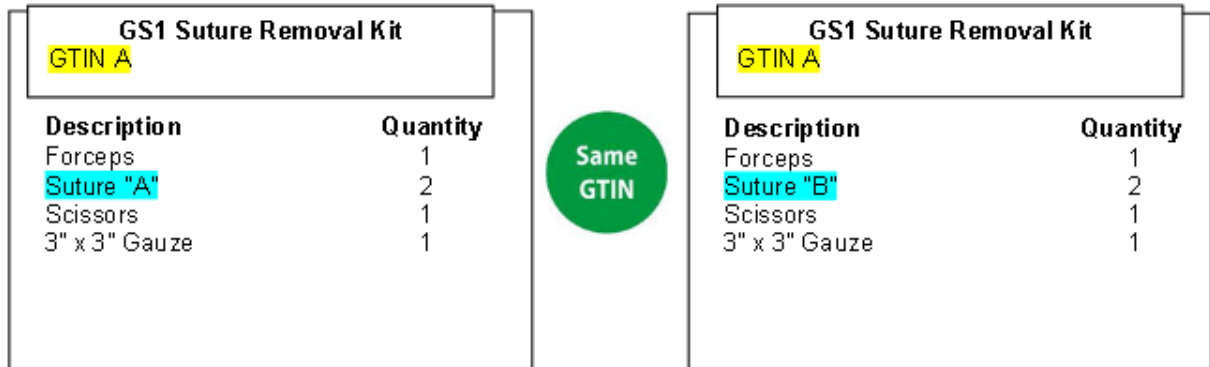 GS1 Suture Removal Kit
GTIN A
Description Quantity
Forceps 1
Suture "A" 2
Scissors 1
3" x 3" Gauze 1
Same
GTIN
GS1 Suture Removal Kit
GTIN A
Description Quantity
Forceps 1
Suture "B" 2
Scissors 1
3" x 3" Gauze 1